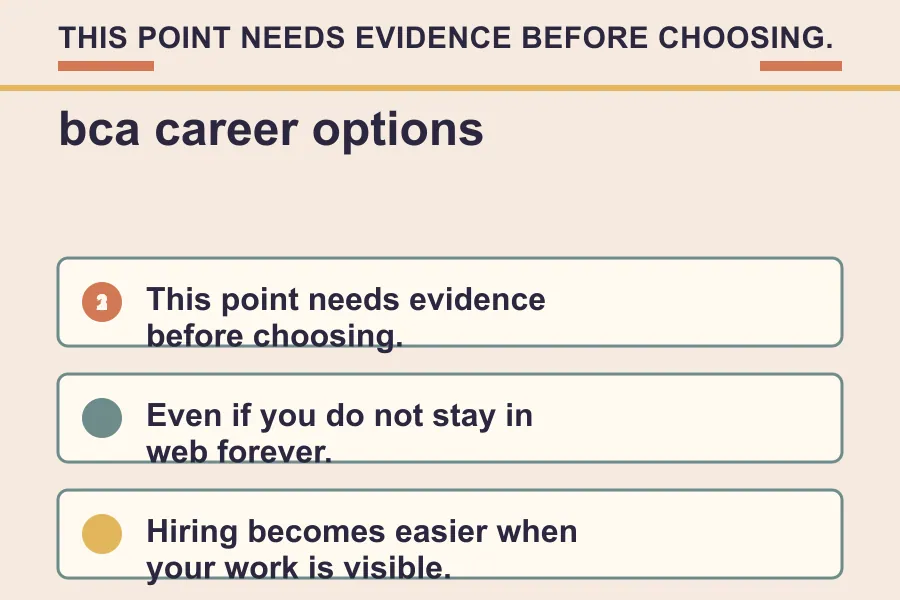 THIS POINT NEEDS EVIDENCE BEFORE CHOOSING.
bca career options
This point needs evidence
before choosing.
Even if you do not stay in
web forever.
Hiring becomes easier when
your work is visible.